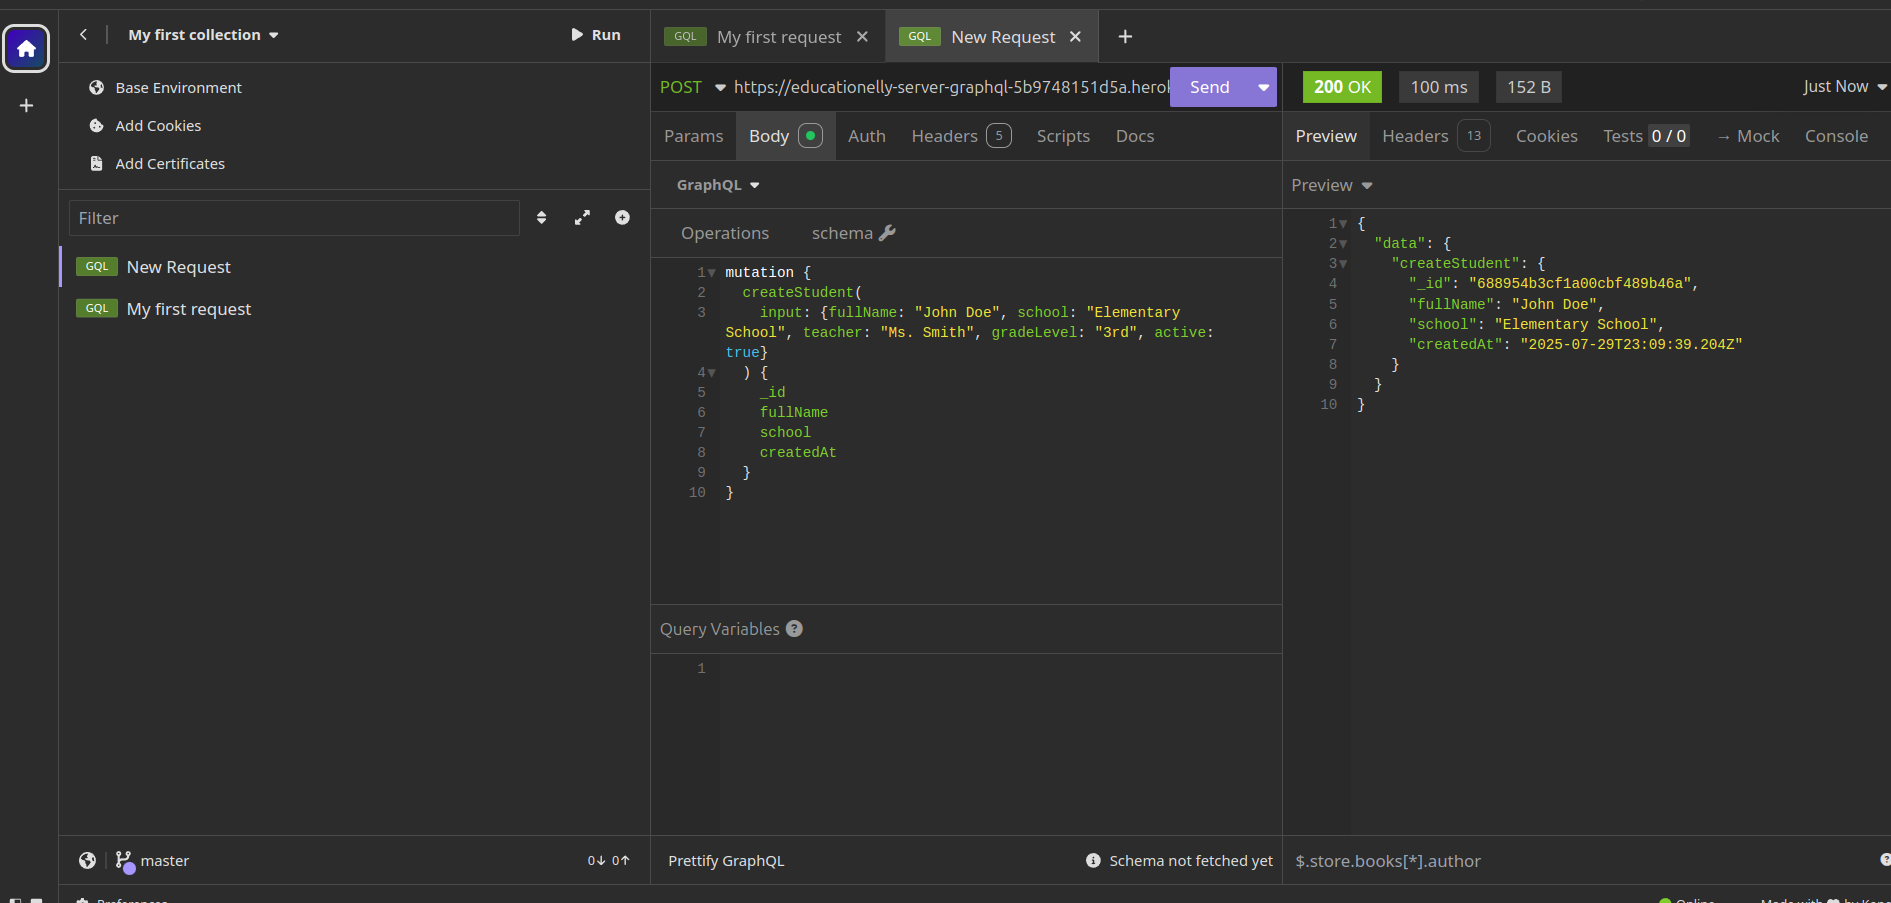 My first collection
Run
Base Environment
Add Cookies
Add Certificates
Filter
GQL New Request
GQL My first request
master
0↓ 0↑
GQL My first request
GQL New Request
POST https://educationelly-server-graphql-5b9748151d5a.herok
Send
Params Body Auth Headers 5 Scripts Docs
GraphQL
Operations schema
1 mutation {
2 createStudent(
3 input: {fullName: "John Doe", school: "Elementary
School", teacher: "Ms. Smith", gradeLevel: "3rd", active:
true}
4 ) {
5 _id
6 fullName
7 school
8 createdAt
9 }
10 }
Query Variables
1
Prettify GraphQL
Schema not fetched yet
200 OK 100 ms 152 B Just Now
Preview Headers 13 Cookies Tests 0 / 0 → Mock Console
Preview
1 {
2 "data": {
3 "createStudent": {
4 "_id": "688954b3cf1a00cbf489b46a",
5 "fullName": "John Doe",
6 "school": "Elementary School",
7 "createdAt": "2025-07-29T23:09:39.204Z"
8 }
9 }
10 }
$.store.books[*].author
Preferences
Online
Made with
by Kong